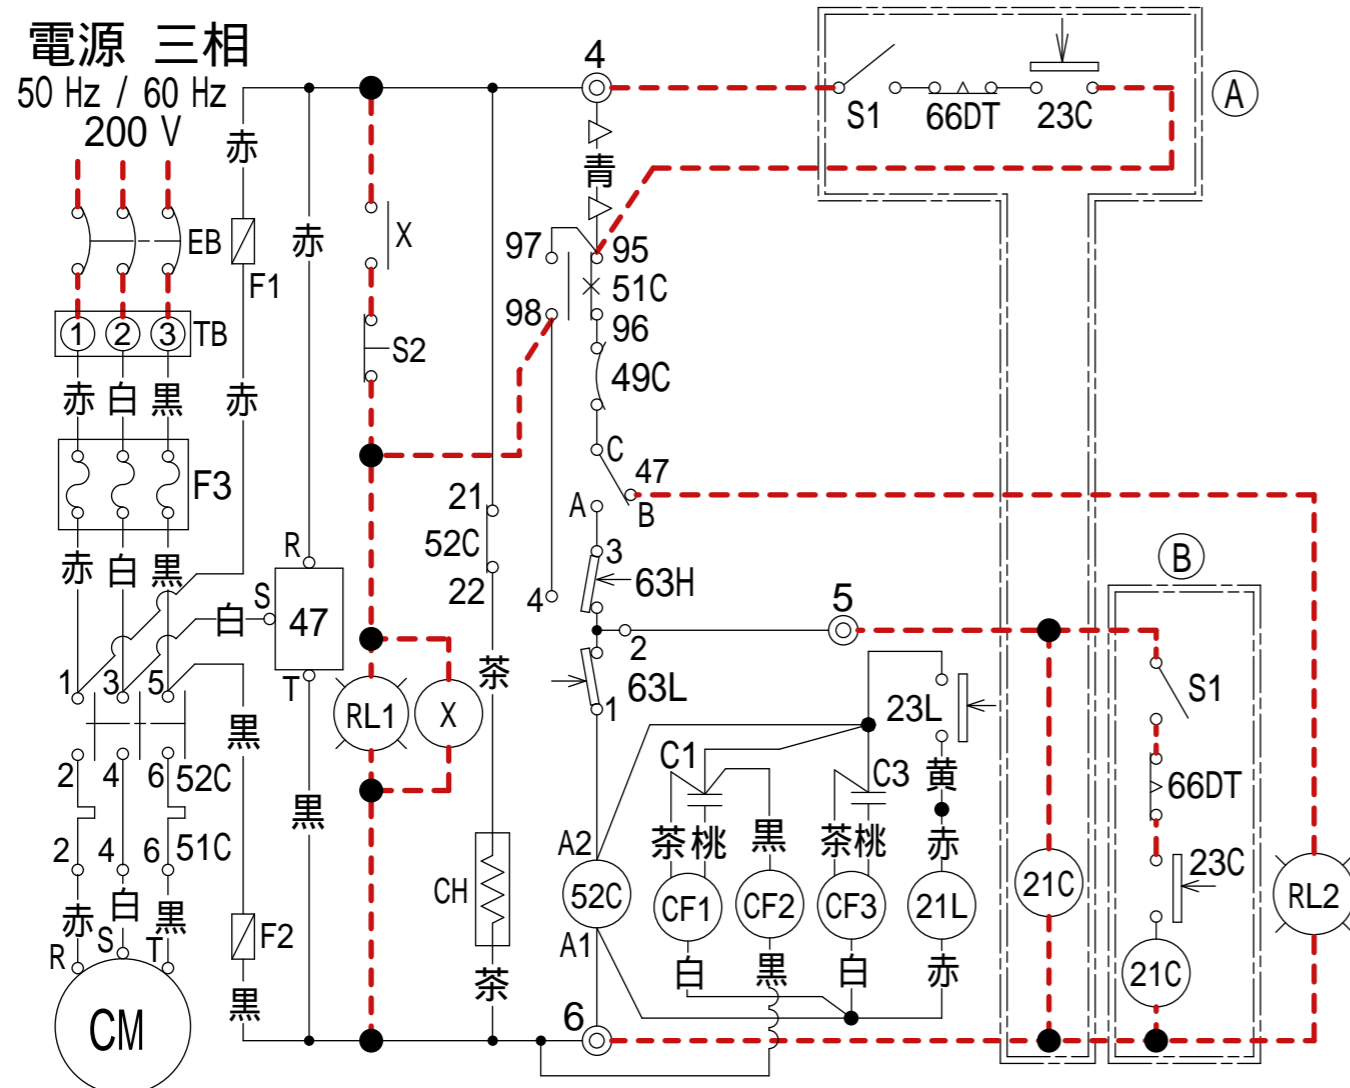 電源 三相
50 Hz / 60 Hz
200 V
EB
1 2 3 TB
赤 白 黒
F3
赤 白 黒
1 3 5
2 4 6 52C
2 4 6 51C
赤 白 黒
R S T
CM
赤
F1
赤
白
黒
F2
黒
赤
R
S 47
T
黒
X
S2
RL1 X
21
52C
22
茶
CH
茶
4
青
97 95
51C
98 96
49C
C
47
A B
3
4 63H
2
63L
1
5
A2
52C
A1
6
C1
茶 桃 黒
CF1 CF2
白 黒
C3
茶 桃
CF3
白
23L
黄
赤
21L
赤
S1 66DT 23C
A
21C
B
S1
66DT
23C
21C
RL2